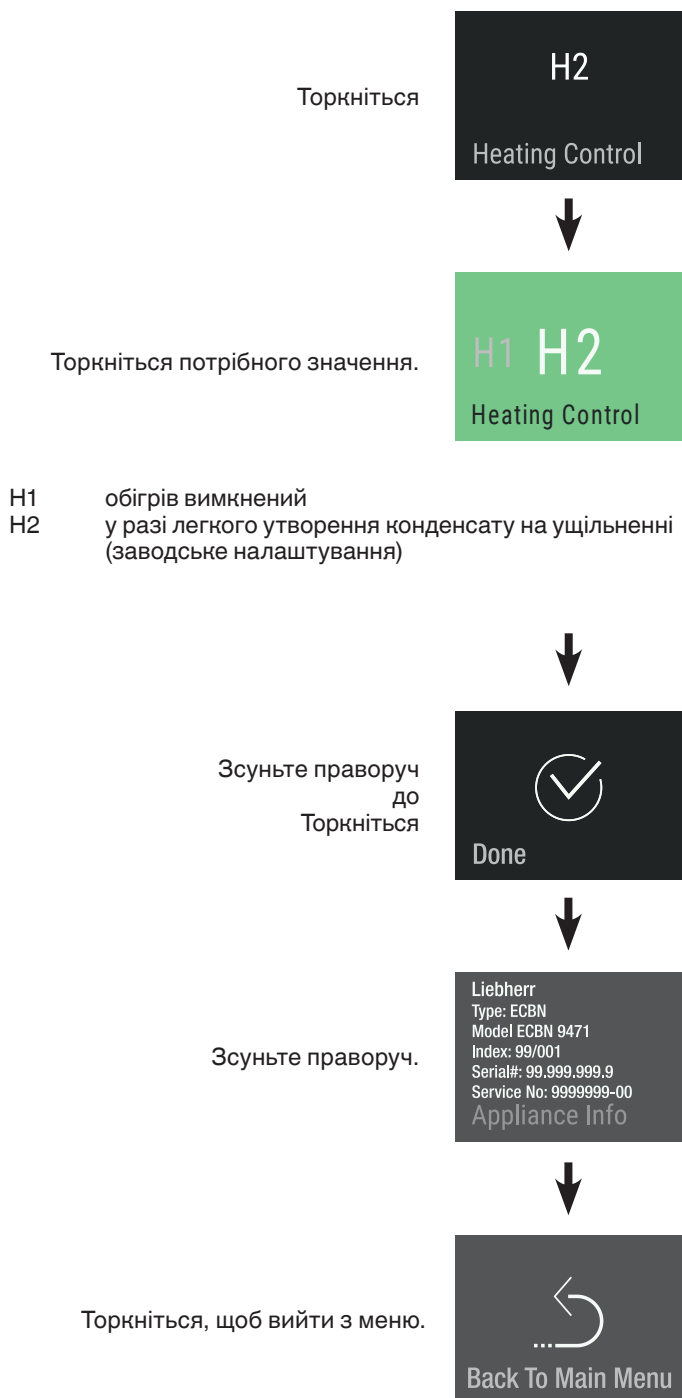 Торкніться
H2
Heating Control
Торкніться потрібного значення.
H1 H2
Heating Control
H1 обігрів вимкнений
H2 у разі легкого утворення конденсату на ущільненні
(заводське налаштування)
Зсуньте праворуч
до
Торкніться
Done
Зсуньте праворуч.
Liebherr
Type: ECBN
Model ECBN 9471
Index: 99/001
Serial#: 99.999.999.9
Service No: 9999999-00
Appliance Info
Торкніться, щоб вийти з меню.
Back To Main Menu